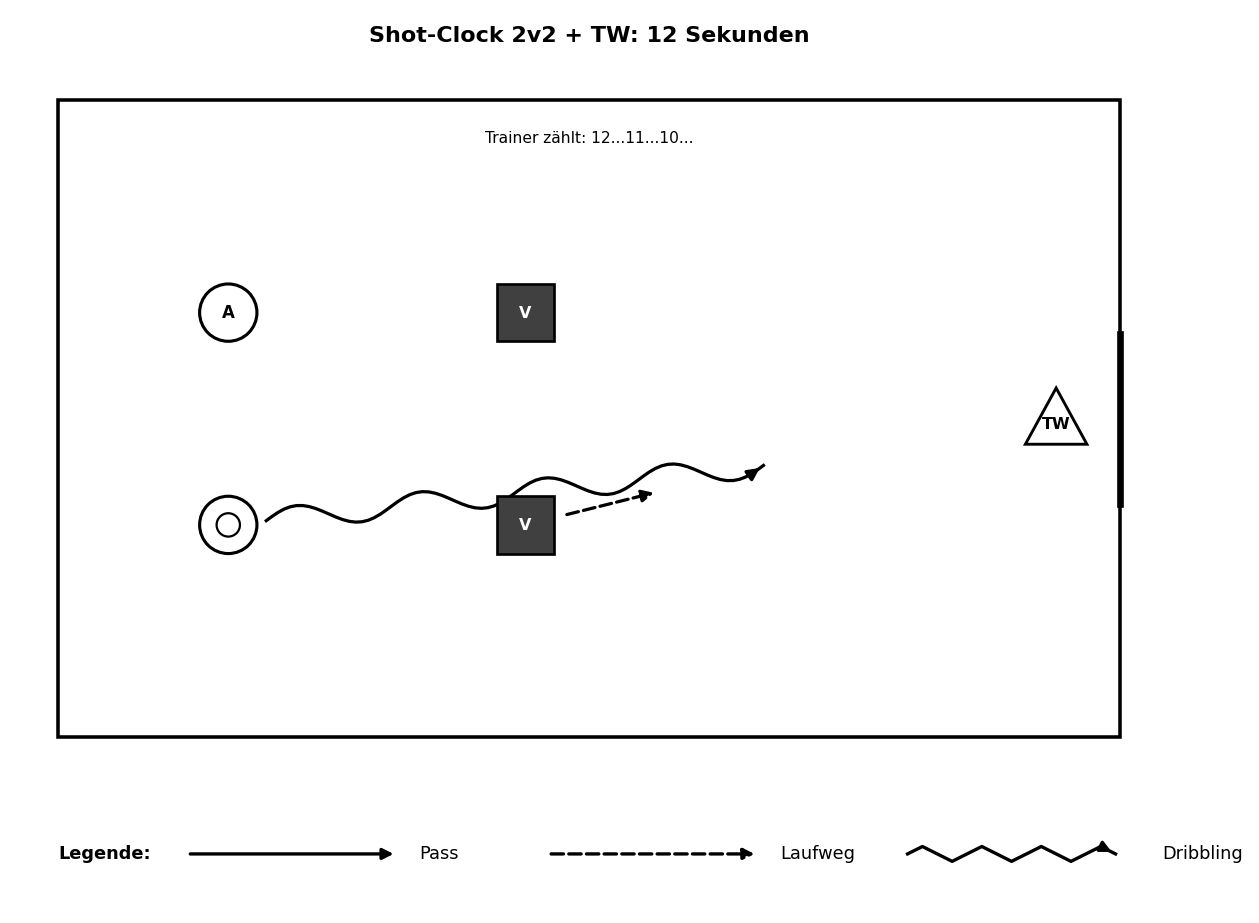 Shot-Clock 2v2 + TW: 12 Sekunden
Trainer zählt: 12...11...10...
A
V
TW
V
Legende:
Pass
Laufweg
Dribbling